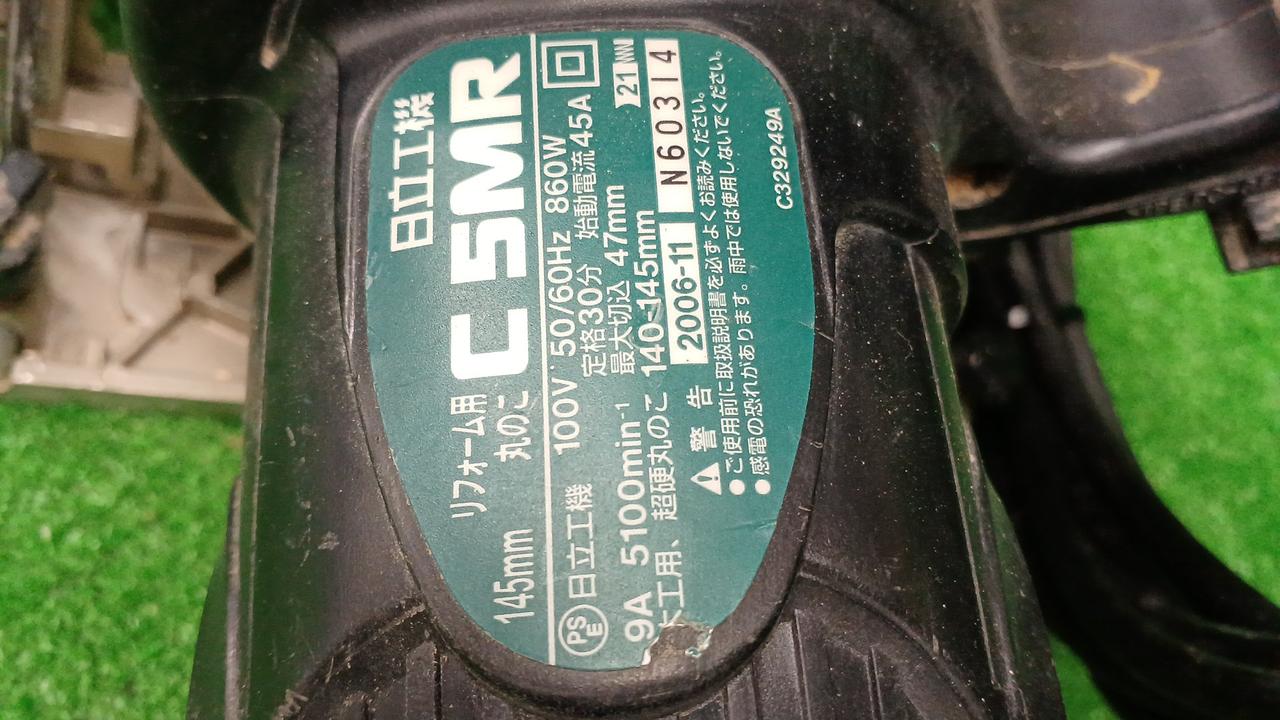 日立工機
リフォーム用
145mm 丸のこ C 5MR
日立工機 100V 50/60Hz 860W
定格30分 始動電流45A
9A 5100min-1 最大切込 47mm 21
大工用、超硬丸のこ 140-145mm
2006-11 N60314
警告
●ご使用前に取扱説明書を必ずよくお読みください。
●感電の恐れがあります。雨中では使用しないでください。
C329249A